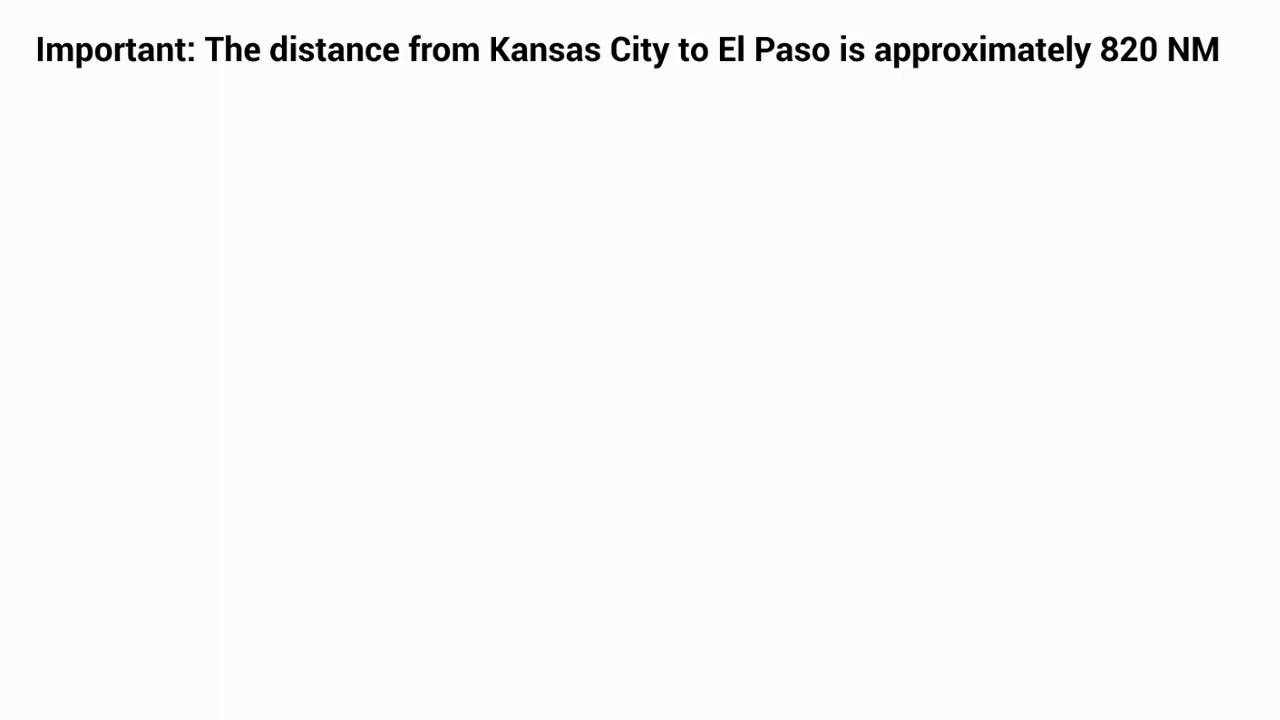 Important: The distance from Kansas City to El Paso is approximately 820 NM